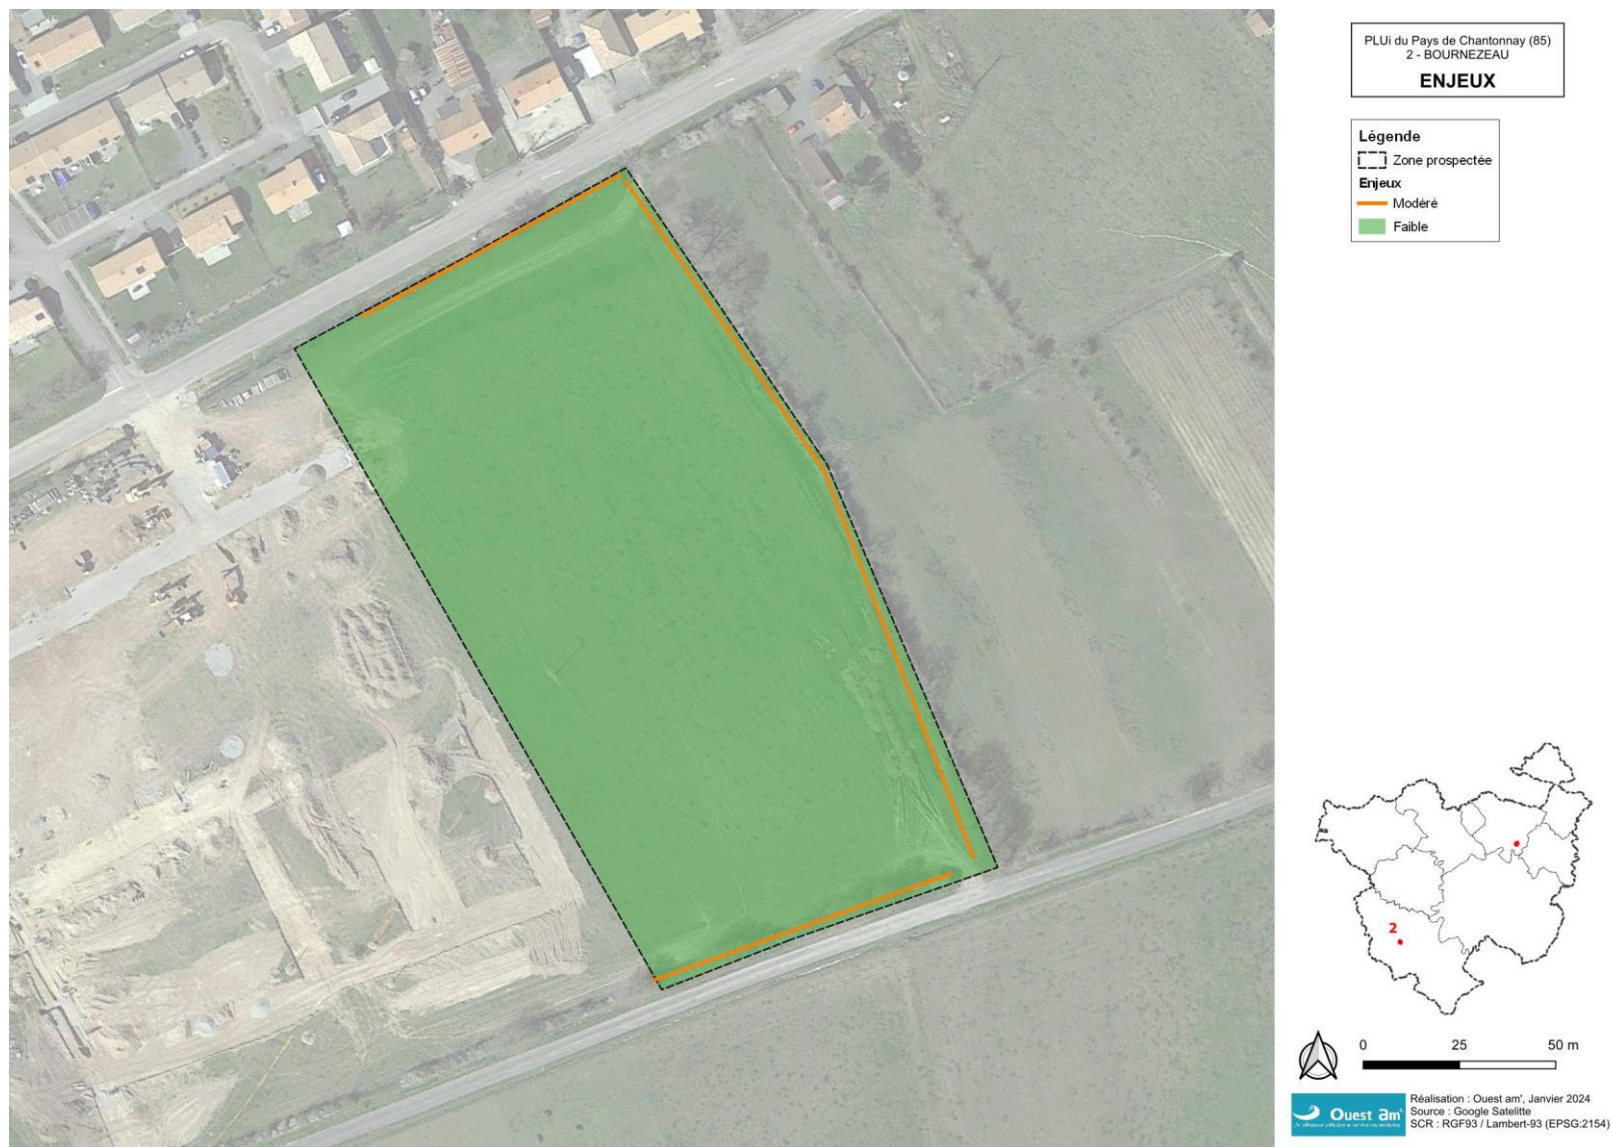 PLUi du Pays de Chantonnay (85)
2 - BOURNEZEAU
ENJEUX
Légende
Zone prospectée
Enjeux
Modéré
Faible
2
0 25 50 m
Ouest am'
Réalisation : Ouest am', Janvier 2024
Source : Google Satelitte
SCR : RGF93 / Lambert-93 (EPSG:2154)